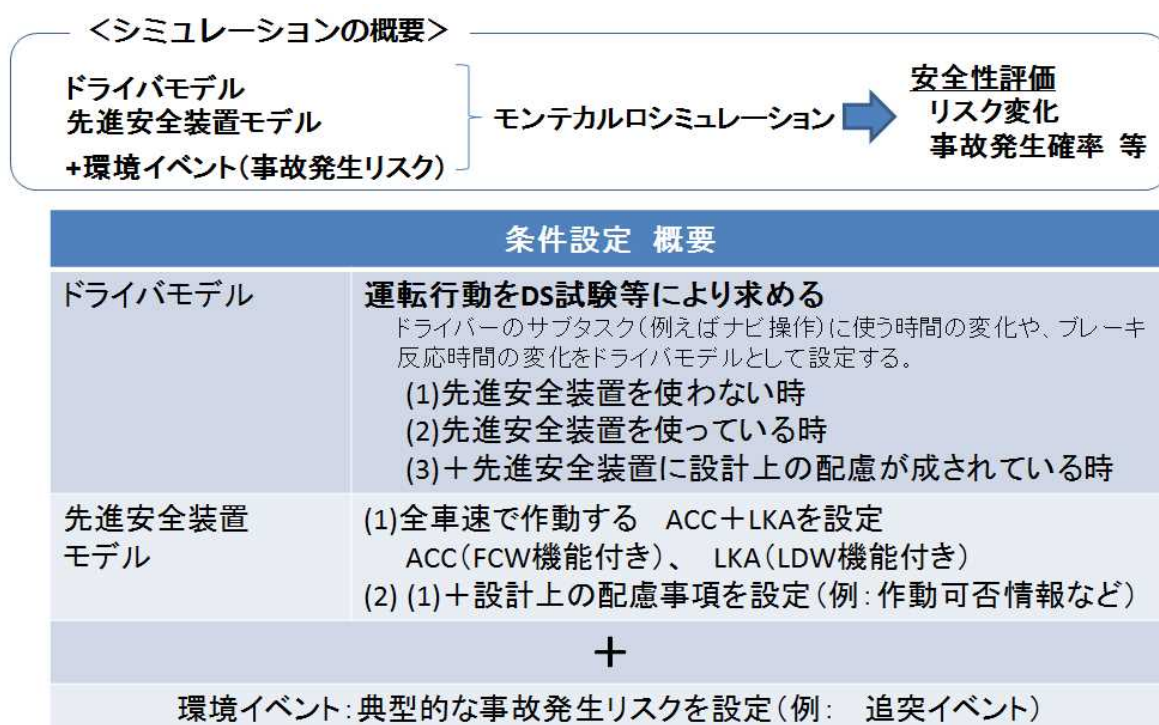 <シミュレーションの概要>
ドライバモデル
先進安全装置モデル
+環境イベント(事故発生リスク)
モンテカルロシミュレーション
安全性評価
リスク変化
事故発生確率 等
条件設定 概要
ドライバモデル
運転行動をDS試験等により求める
ドライバーのサブタスク(例えばナビ操作)に使う時間の変化や、ブレーキ
反応時間の変化をドライバモデルとして設定する。
(1)先進安全装置を使わない時
(2)先進安全装置を使っている時
(3)+先進安全装置に設計上の配慮が成されている時
先進安全装置
モデル
(1)全車速で作動する ACC+LKAを設定
ACC(FCW機能付き)、 LKA(LDW機能付き)
(2) (1)+設計上の配慮事項を設定(例:作動可否情報など)
+
環境イベント:典型的な事故発生リスクを設定(例: 追突イベント)